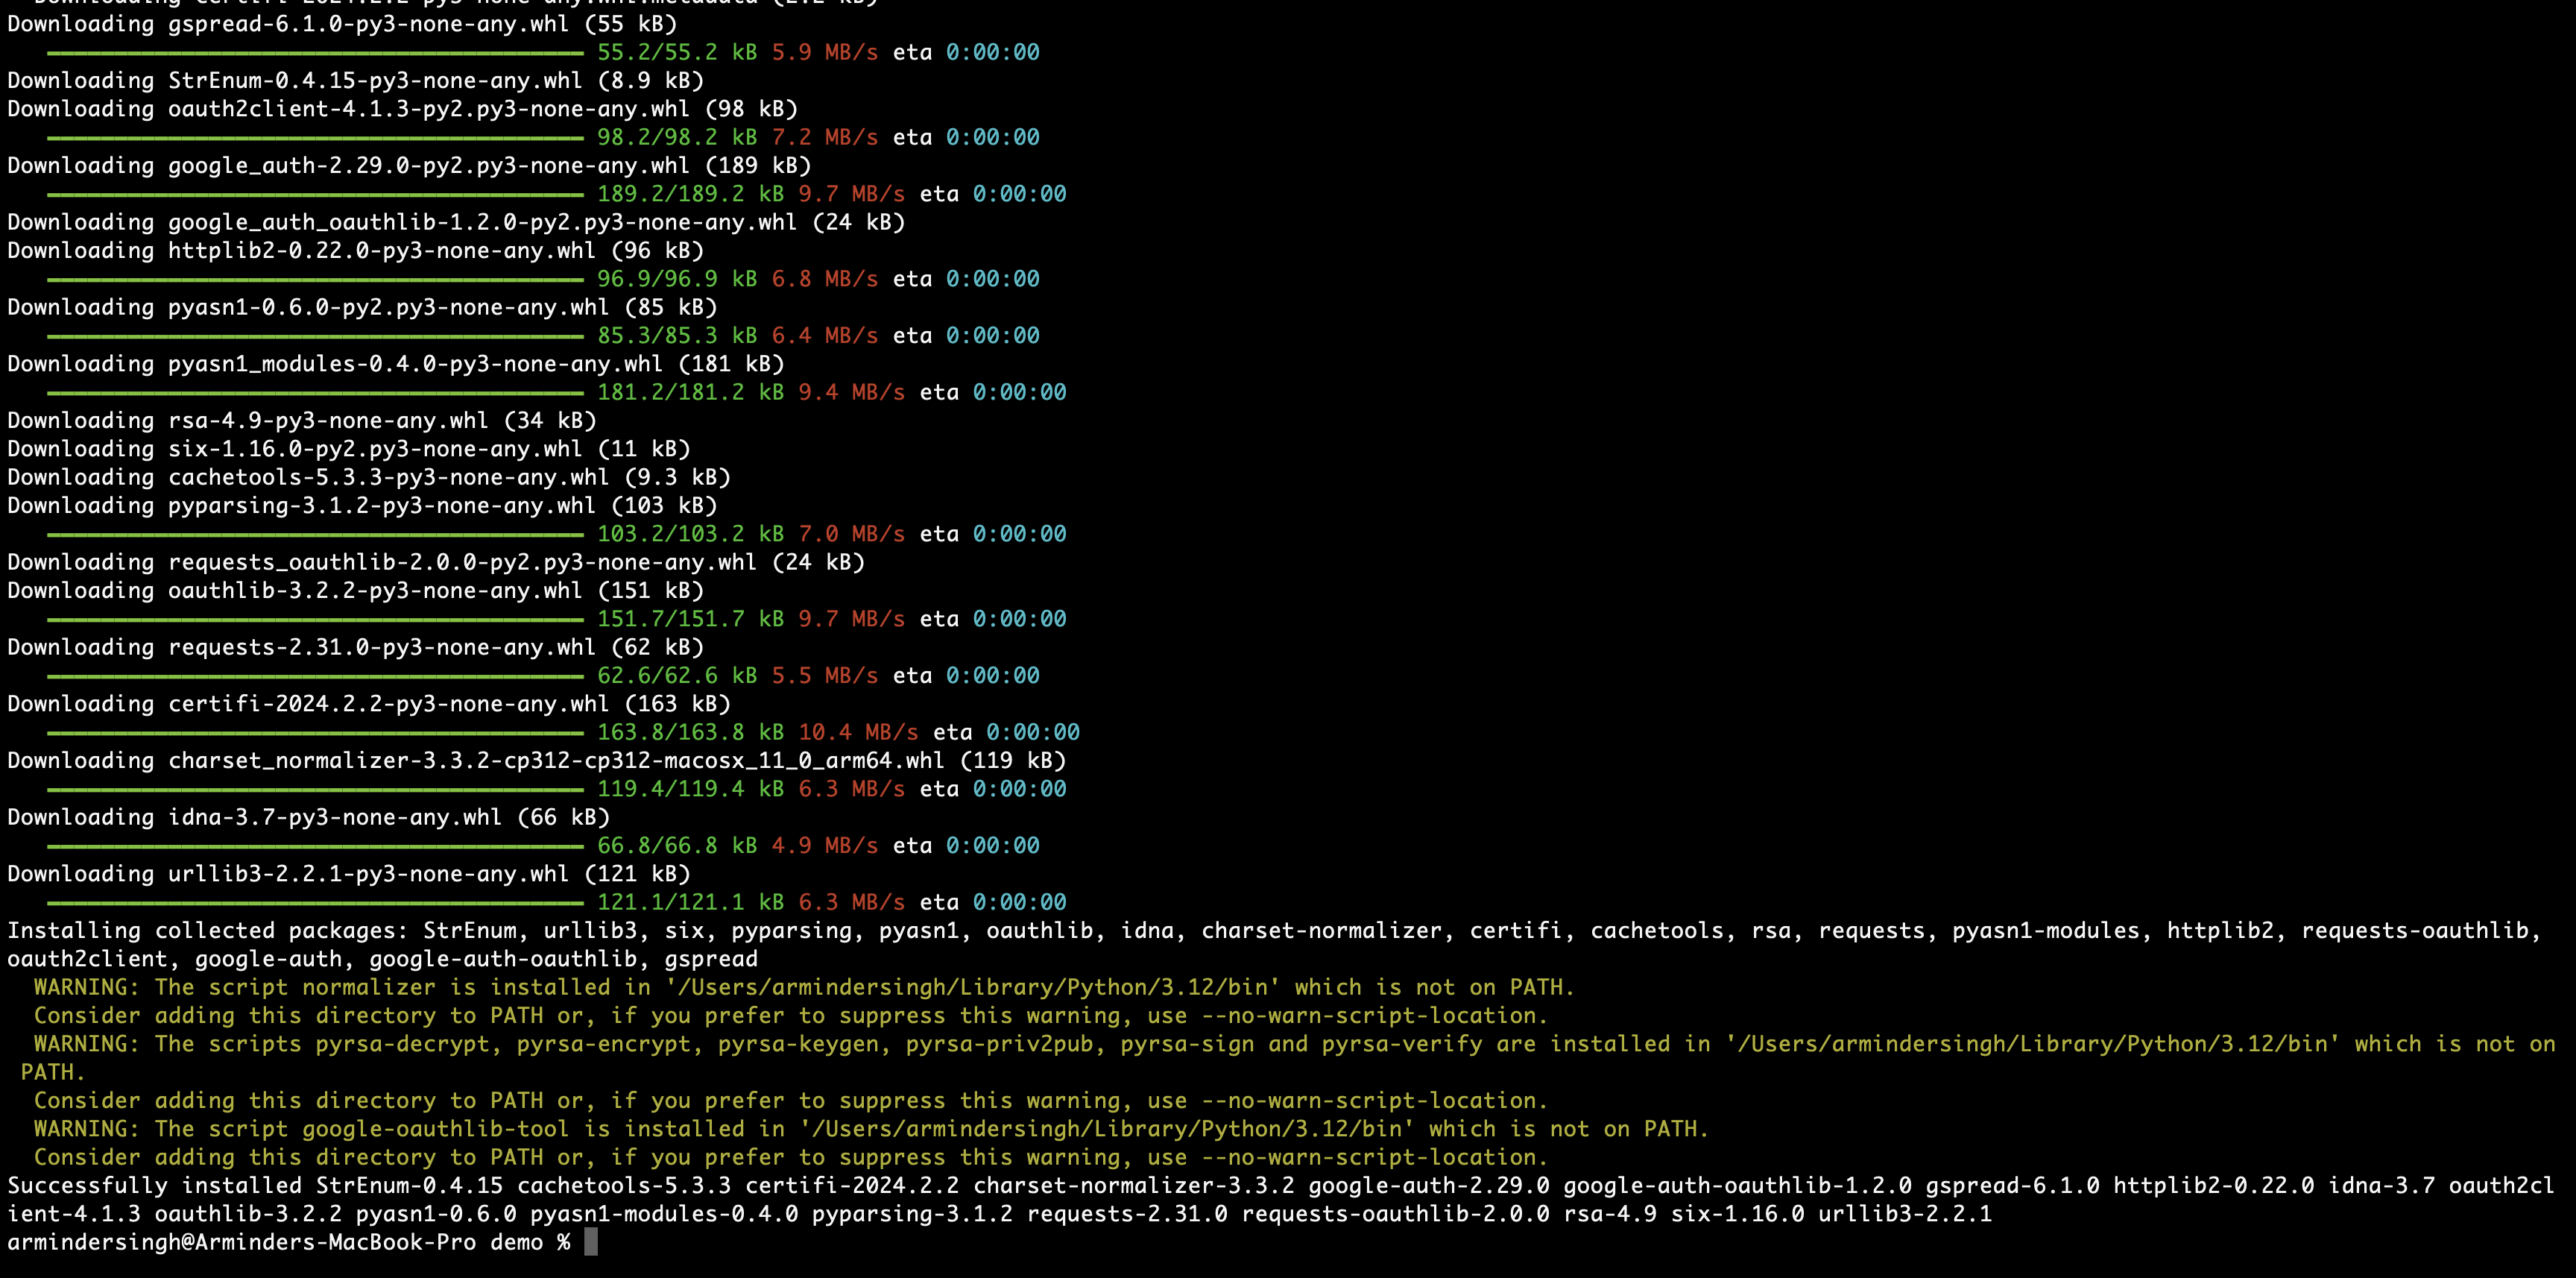 Downloading certifi-2024.2.2-py3-none-any.whl.metadata (2.2 kB)
Downloading gspread-6.1.0-py3-none-any.whl (55 kB)
55.2/55.2 kB 5.9 MB/s eta 0:00:00
Downloading StrEnum-0.4.15-py3-none-any.whl (8.9 kB)
Downloading oauth2client-4.1.3-py2.py3-none-any.whl (98 kB)
98.2/98.2 kB 7.2 MB/s eta 0:00:00
Downloading google_auth-2.29.0-py2.py3-none-any.whl (189 kB)
189.2/189.2 kB 9.7 MB/s eta 0:00:00
Downloading google_auth_oauthlib-1.2.0-py2.py3-none-any.whl (24 kB)
Downloading httplib2-0.22.0-py3-none-any.whl (96 kB)
96.9/96.9 kB 6.8 MB/s eta 0:00:00
Downloading pyasn1-0.6.0-py2.py3-none-any.whl (85 kB)
85.3/85.3 kB 6.4 MB/s eta 0:00:00
Downloading pyasn1_modules-0.4.0-py3-none-any.whl (181 kB)
181.2/181.2 kB 9.4 MB/s eta 0:00:00
Downloading rsa-4.9-py3-none-any.whl (34 kB)
Downloading six-1.16.0-py2.py3-none-any.whl (11 kB)
Downloading cachetools-5.3.3-py3-none-any.whl (9.3 kB)
Downloading pyparsing-3.1.2-py3-none-any.whl (103 kB)
103.2/103.2 kB 7.0 MB/s eta 0:00:00
Downloading requests_oauthlib-2.0.0-py2.py3-none-any.whl (24 kB)
Downloading oauthlib-3.2.2-py3-none-any.whl (151 kB)
151.7/151.7 kB 9.7 MB/s eta 0:00:00
Downloading requests-2.31.0-py3-none-any.whl (62 kB)
62.6/62.6 kB 5.5 MB/s eta 0:00:00
Downloading certifi-2024.2.2-py3-none-any.whl (163 kB)
163.8/163.8 kB 10.4 MB/s eta 0:00:00
Downloading charset_normalizer-3.3.2-cp312-cp312-macosx_11_0_arm64.whl (119 kB)
119.4/119.4 kB 6.3 MB/s eta 0:00:00
Downloading idna-3.7-py3-none-any.whl (66 kB)
66.8/66.8 kB 4.9 MB/s eta 0:00:00
Downloading urllib3-2.2.1-py3-none-any.whl (121 kB)
121.1/121.1 kB 6.3 MB/s eta 0:00:00
Installing collected packages: StrEnum, urllib3, six, pyparsing, pyasn1, oauthlib, idna, charset-normalizer, certifi, cachetools, rsa, requests, pyasn1-modules, httplib2, requests-oauthlib,
oauth2client, google-auth, google-auth-oauthlib, gspread
WARNING: The script normalizer is installed in '/Users/armindersingh/Library/Python/3.12/bin' which is not on PATH.
Consider adding this directory to PATH or, if you prefer to suppress this warning, use --no-warn-script-location.
WARNING: The scripts pyrsa-decrypt, pyrsa-encrypt, pyrsa-keygen, pyrsa-priv2pub, pyrsa-sign and pyrsa-verify are installed in '/Users/armindersingh/Library/Python/3.12/bin' which is not on
PATH.
Consider adding this directory to PATH or, if you prefer to suppress this warning, use --no-warn-script-location.
WARNING: The script google-oauthlib-tool is installed in '/Users/armindersingh/Library/Python/3.12/bin' which is not on PATH.
Consider adding this directory to PATH or, if you prefer to suppress this warning, use --no-warn-script-location.
Successfully installed StrEnum-0.4.15 cachetools-5.3.3 certifi-2024.2.2 charset-normalizer-3.3.2 google-auth-2.29.0 google-auth-oauthlib-1.2.0 gspread-6.1.0 httplib2-0.22.0 idna-3.7 oauth2cl
ient-4.1.3 oauthlib-3.2.2 pyasn1-0.6.0 pyasn1-modules-0.4.0 pyparsing-3.1.2 requests-2.31.0 requests-oauthlib-2.0.0 rsa-4.9 six-1.16.0 urllib3-2.2.1
armindersingh@Arminders-MacBook-Pro demo %